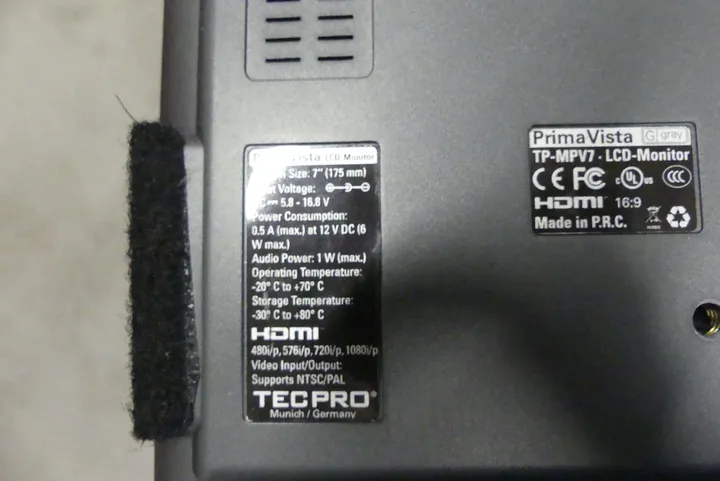 PrimaVista LCD-Monitor
Size: 7" (175 mm)
Voltage:
5.8 - 16.8 V
Power Consumption:
0.5 A (max.) at 12 V DC (6
W max.)
Audio Power: 1 W (max.)
Operating Temperature:
-20° C to +70° C
Storage Temperature:
-30° C to +80° C
HDMI
480i/p, 576i/p, 720i/p, 1080i/p
Video Input/Output:
Supports NTSC/PAL
TECPRO®
Munich / Germany
PrimaVista G gray
TP-MPV7 · LCD-Monitor
CE FC c UL us CCC
HDMI 16:9
Made in P.R.C.